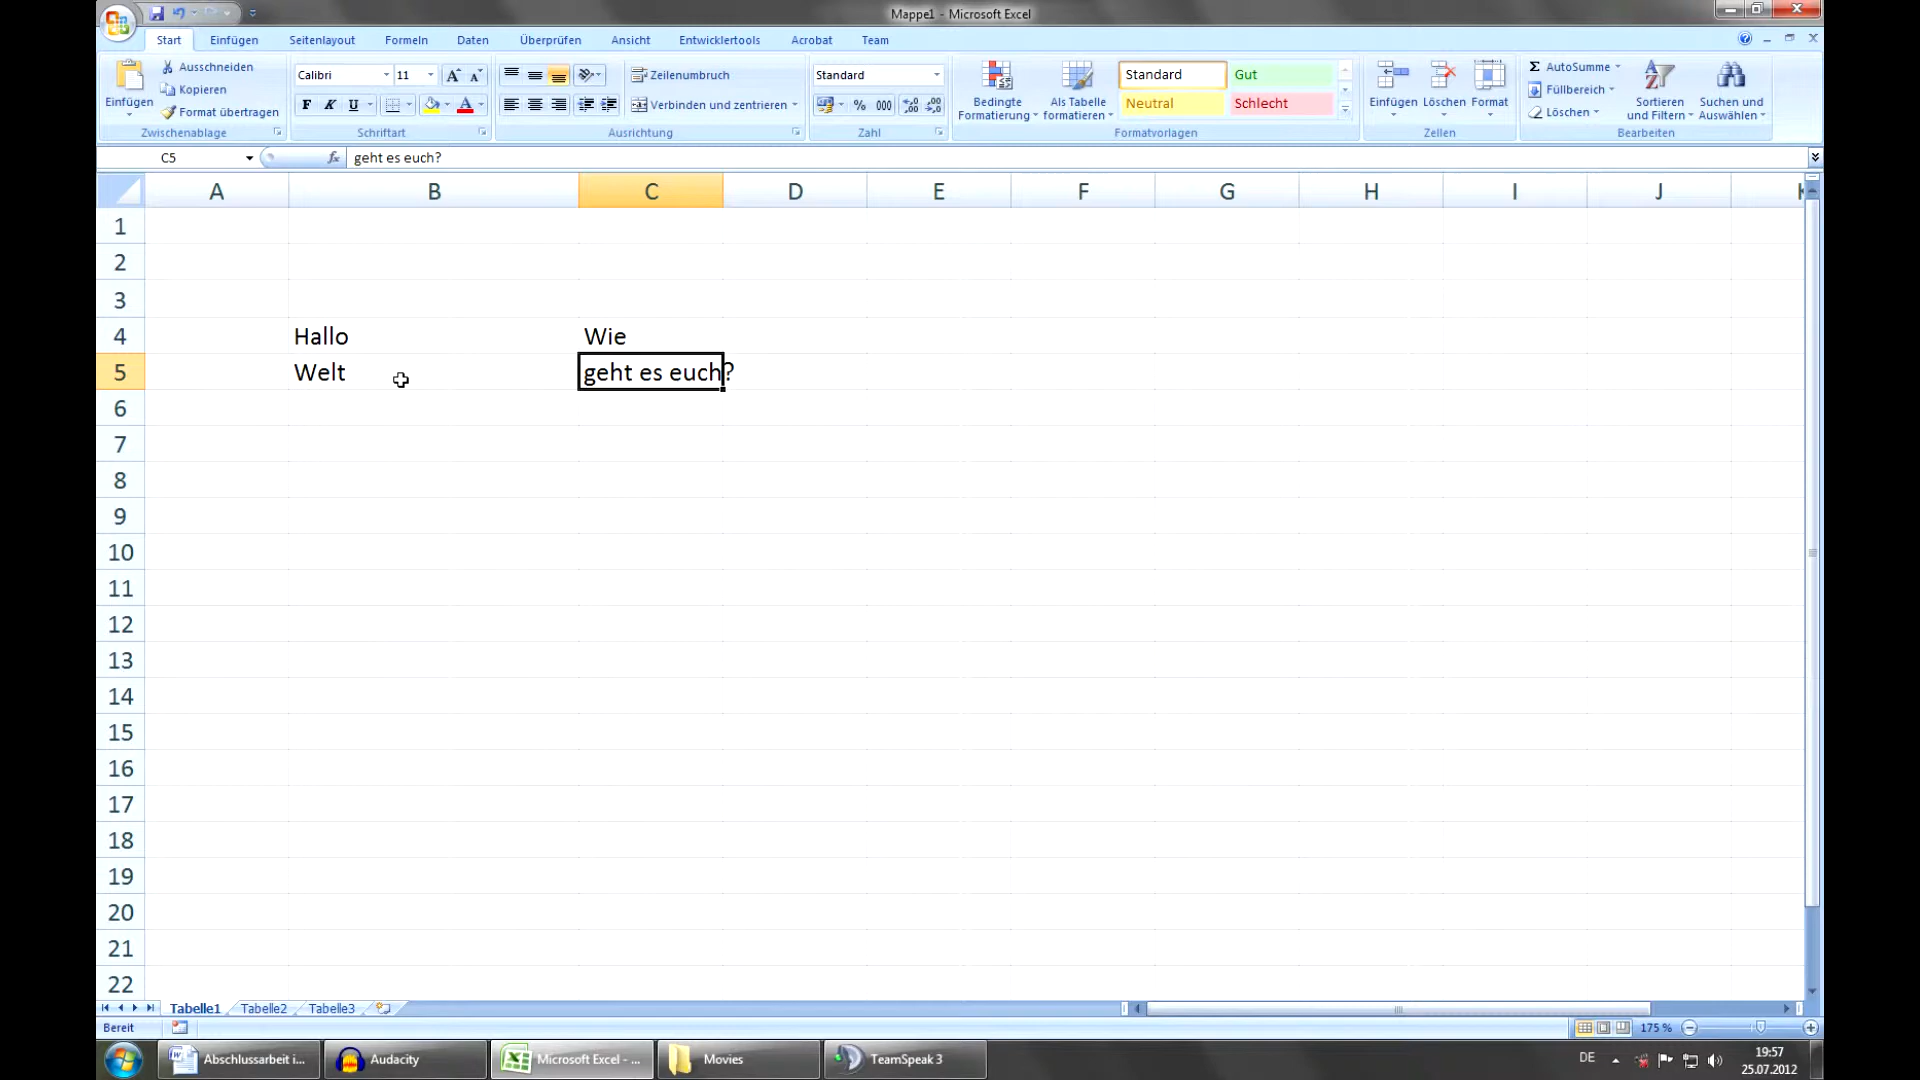 Mappe1 - Microsoft Excel
Start Einfügen Seitenlayout Formeln Daten Überprüfen Ansicht Entwicklertools Acrobat Team
Einfügen
Ausschneiden
Kopieren
Format übertragen
Zwischenablage
Calibri 11
F K U
A
Schriftart
Zeilenumbruch
Verbinden und zentrieren
Ausrichtung
Standard
% 000
Zahl
Bedingte
Formatierung
Als Tabelle
formatieren
Standard Gut
Neutral Schlecht
Formatvorlagen
Einfügen Löschen Format
Zellen
AutoSumme
Füllbereich
Löschen
Sortieren
und Filtern
Suchen und
Auswählen
Bearbeiten
C5 fx geht es euch?
A B C D E F G H I J K
1
2
3
4 Hallo Wie
5 Welt geht es euch?
6
7
8
9
10
11
12
13
14
15
16
17
18
19
20
21
22
Tabelle1 Tabelle2 Tabelle3
Bereit 175 %
Abschlussarbeit i... Audacity Microsoft Excel - ... Movies TeamSpeak 3 DE 19:57
25.07.2012